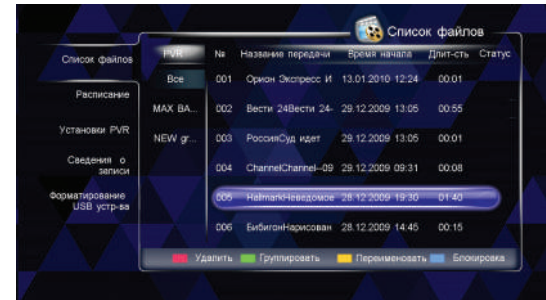 Список файлов
Список файлов
Расписание
Установки PVR
Сведения о
записи
Форматирование
USB устр-ва
PVR
Все
MAX BA...
NEW gr...
№ Название передачи Время начала Длит-сть Статус
001 Орион Экспресс И 13.01.2010 12:24 00:01
002 Вести 24Вести 24- 29.12.2009 13:05 00:55
003 РоссияСуд идет 29.12.2009 13:05 00:01
004 ChannelChannel--09 29.12.2009 09:31 00:08
005 HallmarkНеведомое 28.12.2009 19:30 01:40
006 БибигонНарисован 28.12.2009 14:45 00:15
Удалить Группировать Переименовать Блокировка